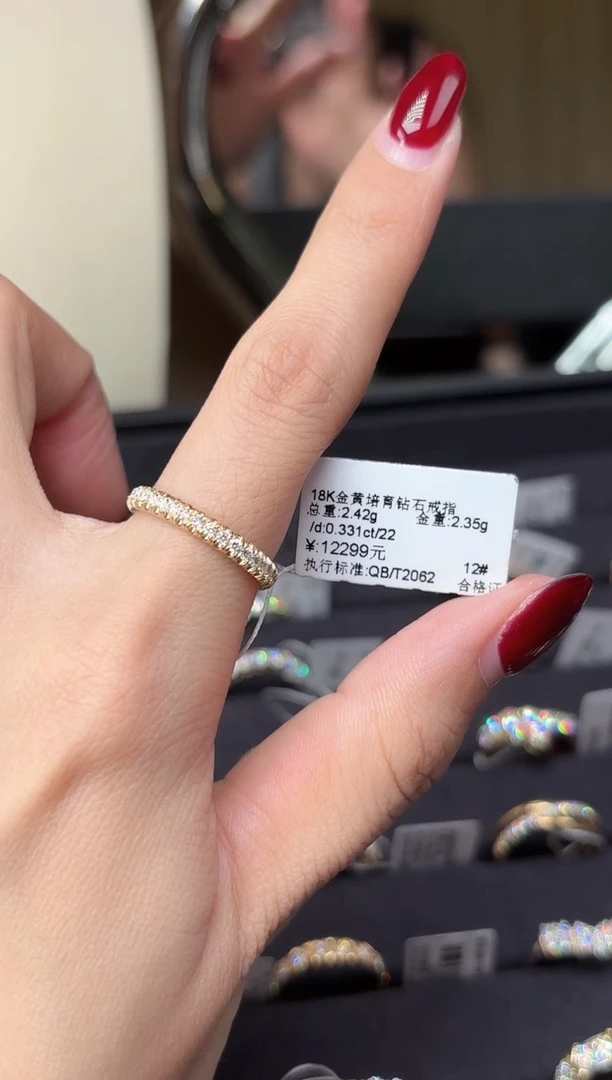 18K金黄培育钻石戒指
总重:2.42g 金重:2.35g
/d:0.331ct/22
¥:12299元 12#
执行标准:QB/T2062 合格证